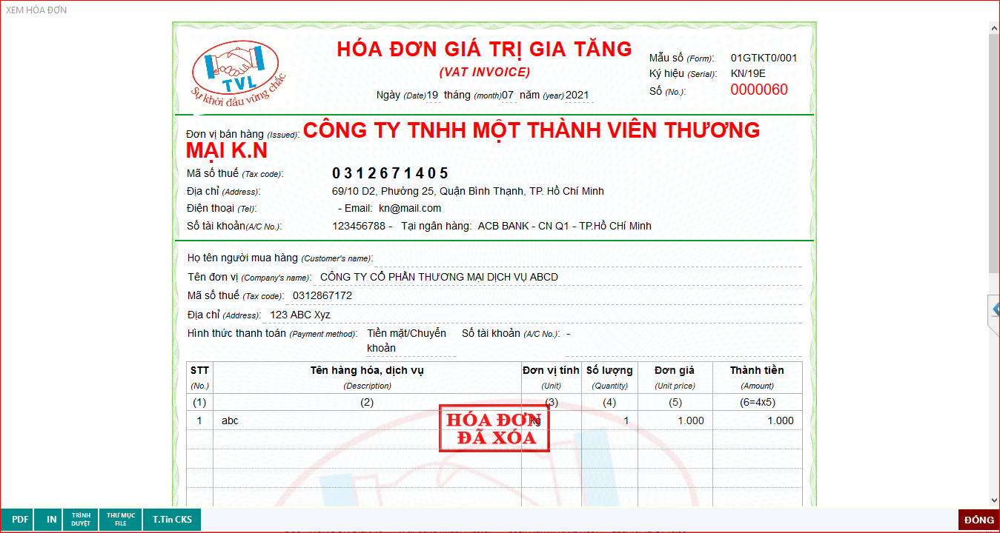 XEM HÓA ĐƠN
TVL
Sự khởi đầu vững chắc
HÓA ĐƠN GIÁ TRỊ GIA TĂNG
(VAT INVOICE)
Ngày (Date)19 tháng (month)07 năm (year) 2021
Mẫu số (Form): 01GTKT0/001
Ký hiệu (Serial): KN/19E
Số (No.): 0000060
Đơn vị bán hàng (Issued): CÔNG TY TNHH MỘT THÀNH VIÊN THƯƠNG
MẠI K.N
Mã số thuế (Tax code): 0312671405
Địa chỉ (Address): 69/10 D2, Phường 25, Quận Bình Thạnh, TP. Hồ Chí Minh
Điện thoại (Tel): - Email: kn@mail.com
Số tài khoản(A/C No.): 123456788 - Tại ngân hàng: ACB BANK - CN Q1 - TP.Hồ CHí Minh
Họ tên người mua hàng (Customer's name):
Tên đơn vị (Company's name): CÔNG TY CỔ PHẦN THƯƠNG MẠI DỊCH VỤ ABCD
Mã số thuế (Tax code): 0312867172
Địa chỉ (Address): 123 ABC Xyz
Hình thức thanh toán (Payment method): Tiền mặt/Chuyển Số tài khoản (A/C No.): -
khoản
STT Tên hàng hóa, dịch vụ Đơn vị tính Số lượng Đơn giá Thành tiền
(No.) (Description) (Unit) (Quantity) (Unit price) (Amount)
(1) (2) (3) (4) (5) (6=4x5)
1 abc kg 1 1.000 1.000
HÓA ĐƠN
ĐÃ XÓA
PDF IN TRÌNH THƯ MỤC T.Tin CKS ĐÓNG
DUYỆT FILE